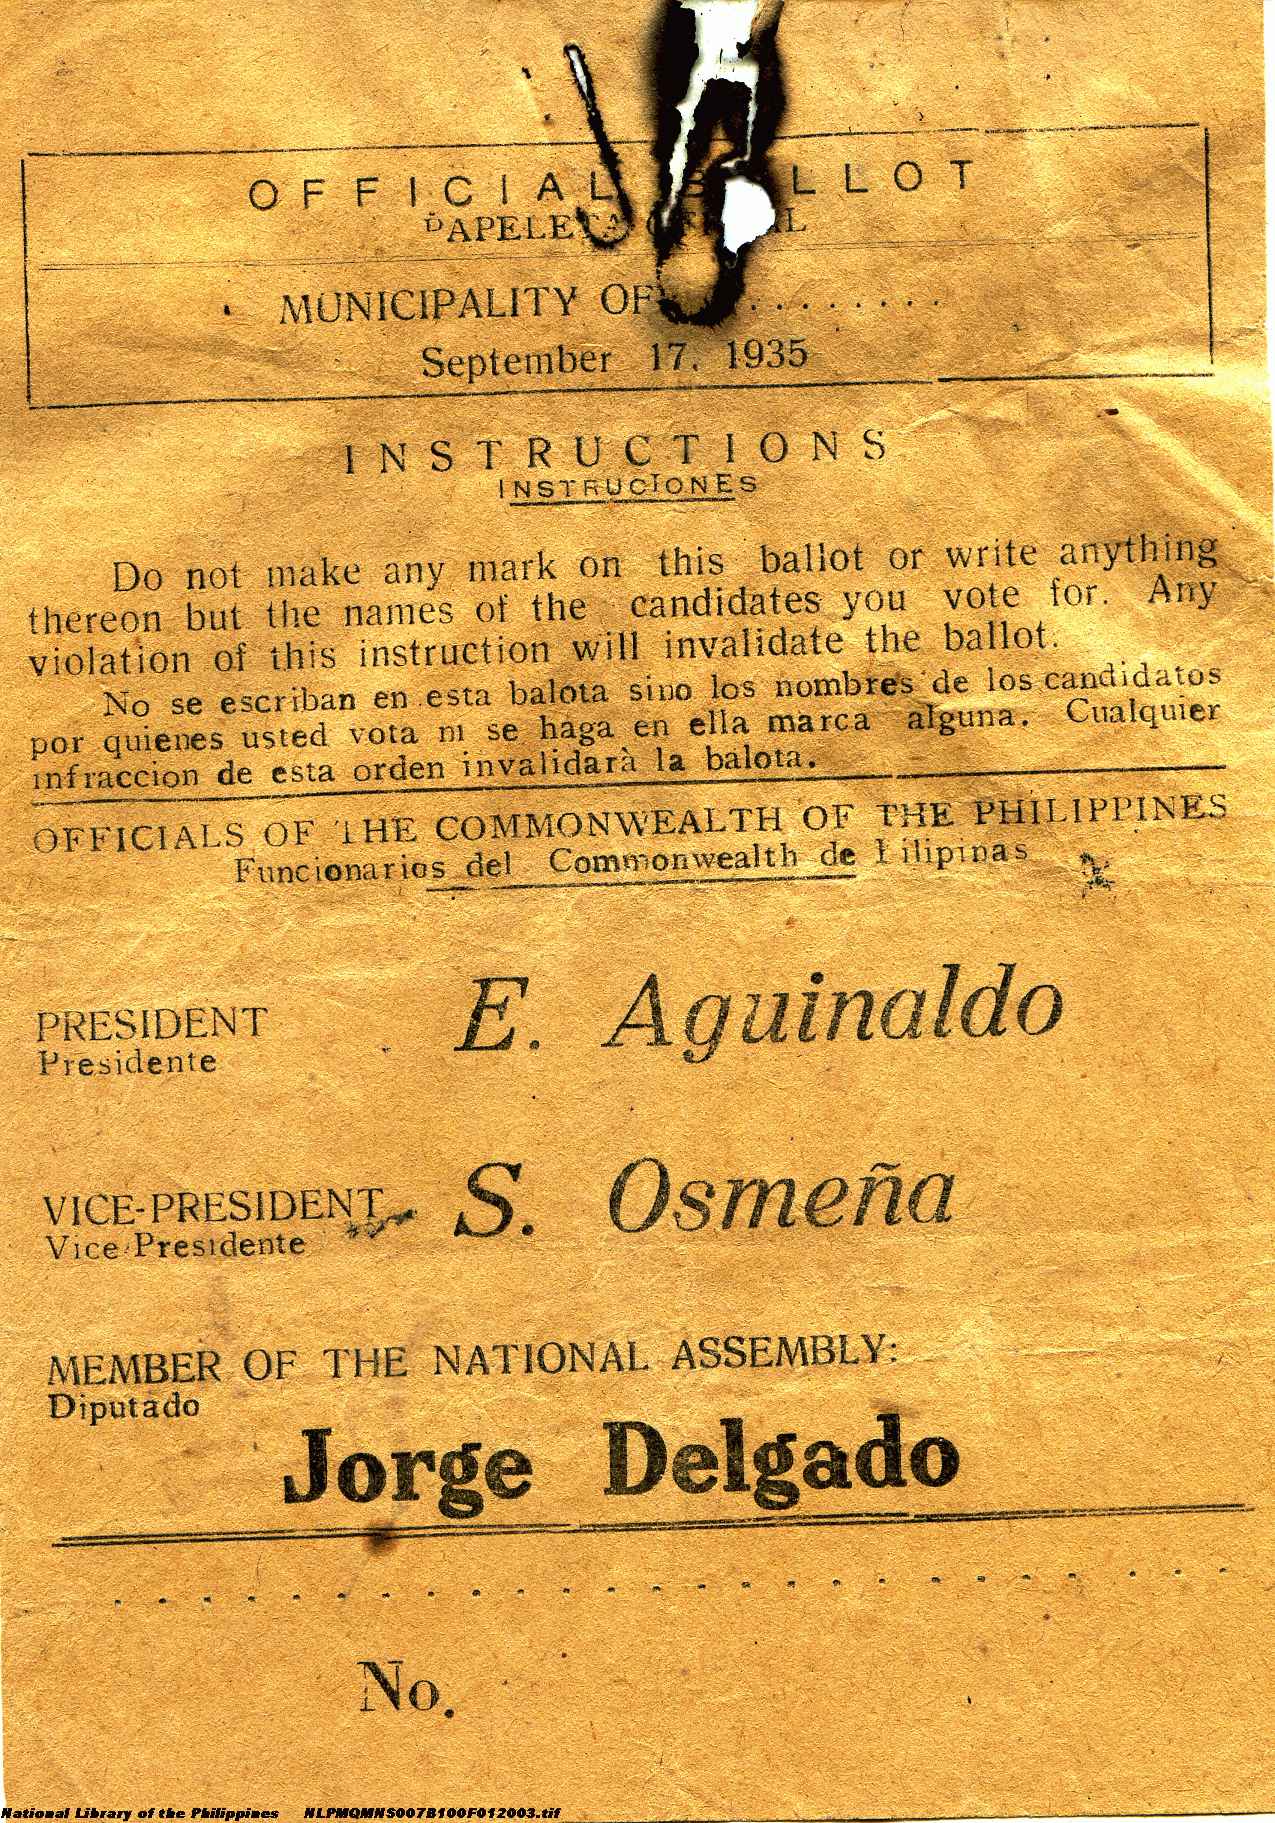 OFFICIAL BALLOT
PAPELETA OFICIAL
MUNICIPALITY OF ..........
September 17. 1935
INSTRUCTIONS
INSTRUCIONES
Do not make any mark on this ballot or write anything
thereon but the names of the candidates you vote for. Any
violation of this instruction will invalidate the ballot.
No se escriban en esta balota sino los nombres de los candidatos
por quienes usted vota ni se haga en ella marca alguna. Cualquier
infraccion de esta orden invalidarà la balota.
OFFICIALS OF THE COMMONWEALTH OF THE PHILIPPINES
Funcionarios del Commonwealth de Filipinas
PRESIDENT E. Aguinaldo
Presidente
VICE-PRESIDENT S. Osmeña
Vice-Presidente
MEMBER OF THE NATIONAL ASSEMBLY:
Diputado
Jorge Delgado
. . . . . . . . . . . . . . . . . . . . . . . . .
No.
National Library of the Philippines NLPMQMNS007B100F012003.tif